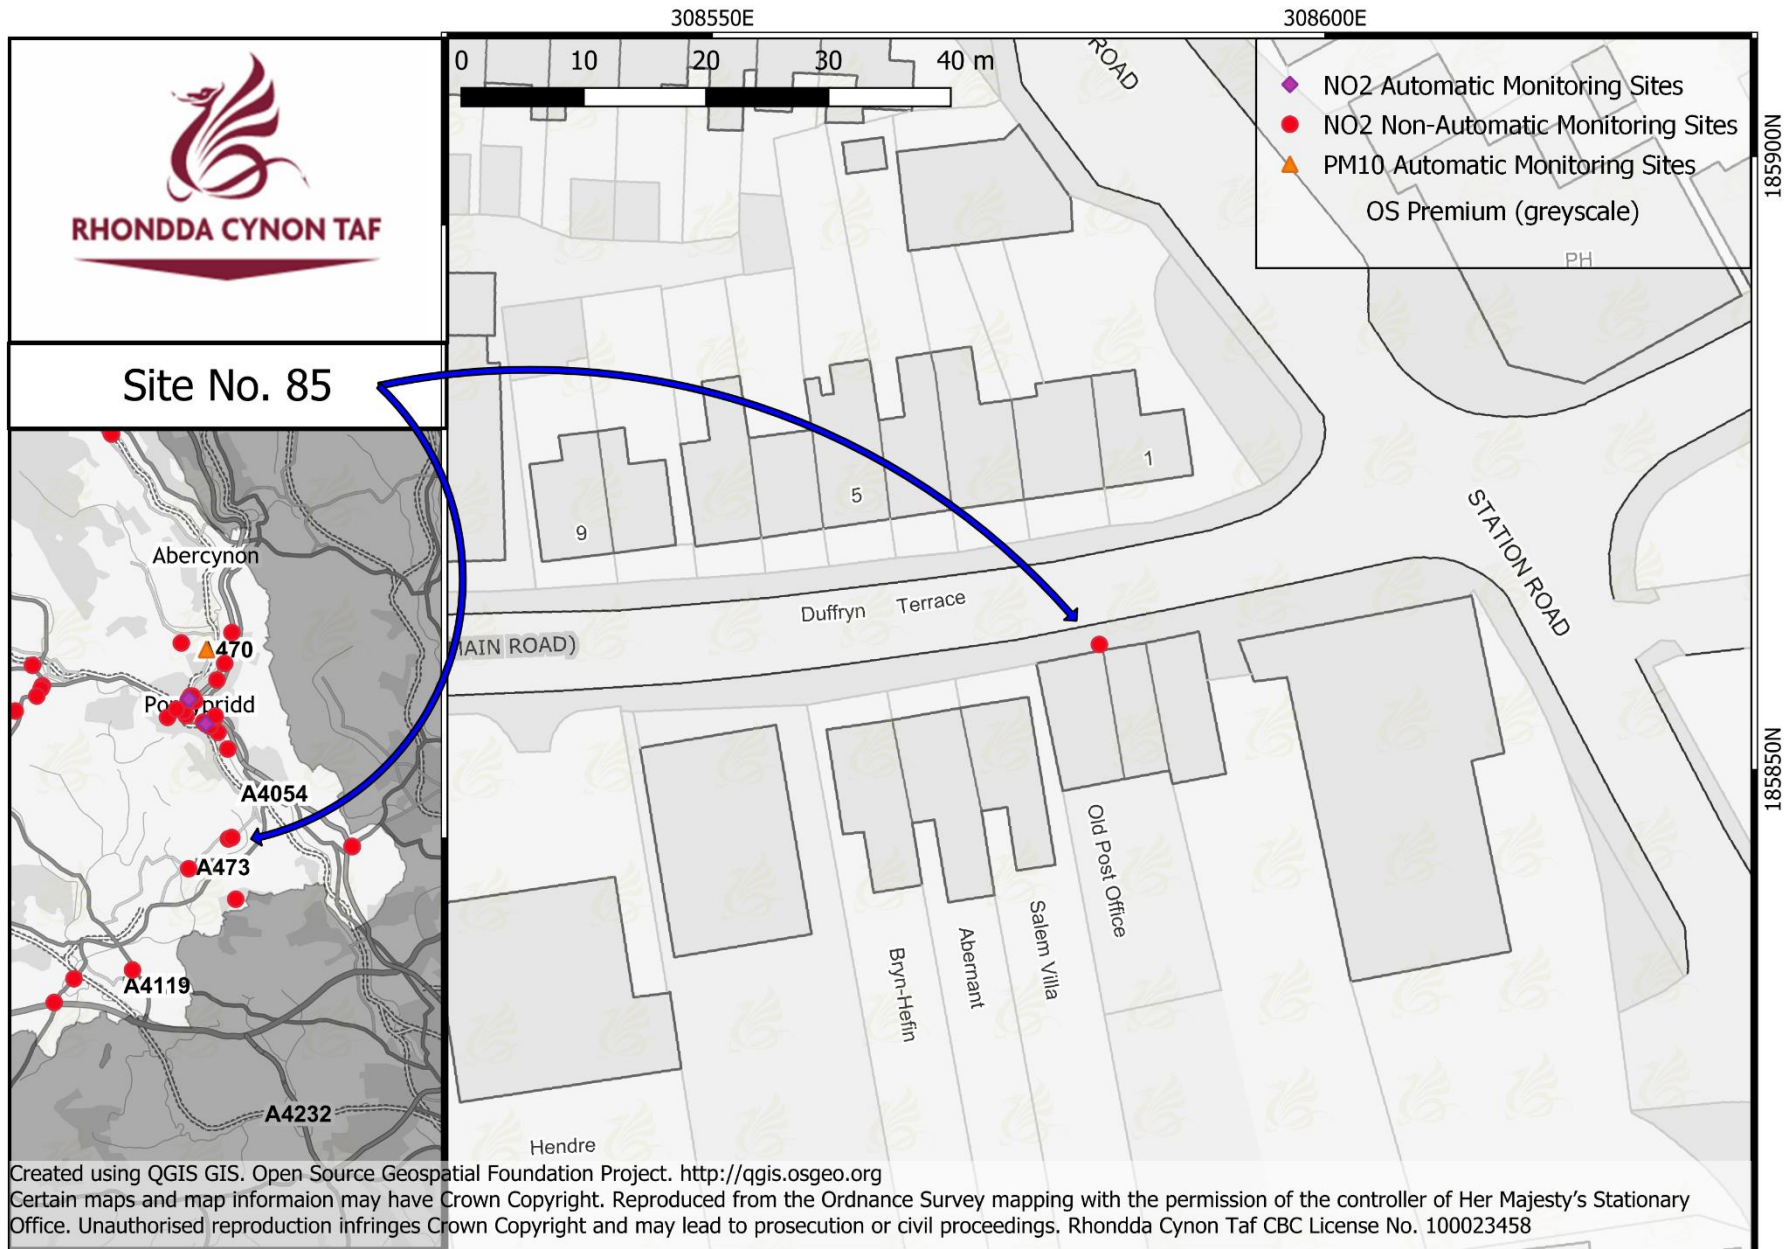 308550E
308600E
RHONDDA CYNON TAF
Site No. 85
0 10 20 30 40 m
NO2 Automatic Monitoring Sites
NO2 Non-Automatic Monitoring Sites
PM10 Automatic Monitoring Sites
OS Premium (greyscale)
185900N
185850N
ROAD
PH
STATION ROAD
1
5
9
Duffryn Terrace
MAIN ROAD)
Old Post Office
Salem Villa
Abernant
Bryn-Hefin
Hendre
Abercynon
470
Pontypridd
A4054
A473
A4119
A4232
Created using QGIS GIS. Open Source Geospatial Foundation Project. http://qgis.osgeo.org
Certain maps and map informaion may have Crown Copyright. Reproduced from the Ordnance Survey mapping with the permission of the controller of Her Majesty's Stationary
Office. Unauthorised reproduction infringes Crown Copyright and may lead to prosecution or civil proceedings. Rhondda Cynon Taf CBC License No. 100023458